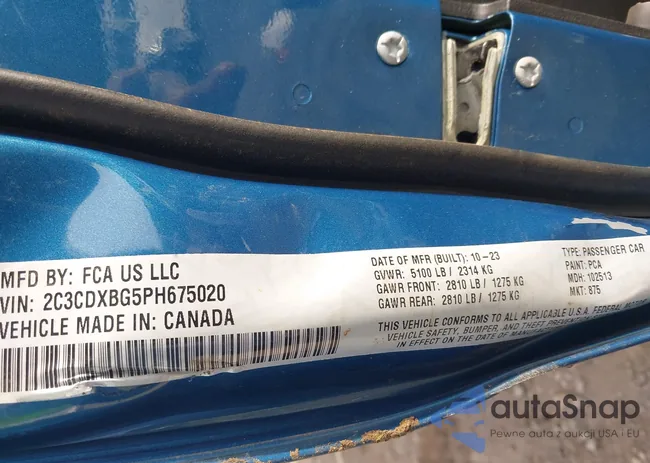 MFD BY: FCA US LLC
VIN: 2C3CDXBG5PH675020
VEHICLE MADE IN: CANADA
DATE OF MFR (BUILT): 10-23
GVWR: 5100 LB / 2314 KG
GAWR FRONT: 2810 LB / 1275 KG
GAWR REAR: 2810 LB / 1275 KG
TYPE: PASSENGER CAR
PAINT: PCA
MDH: 102513
MKT: 875
THIS VEHICLE CONFORMS TO ALL APPLICABLE U.S.A. FEDERAL
VEHICLE SAFETY, BUMPER, AND THEFT PREVENTION
ON THE DATE OF
autaSnap
Pewne auta z aukcji USA i EU